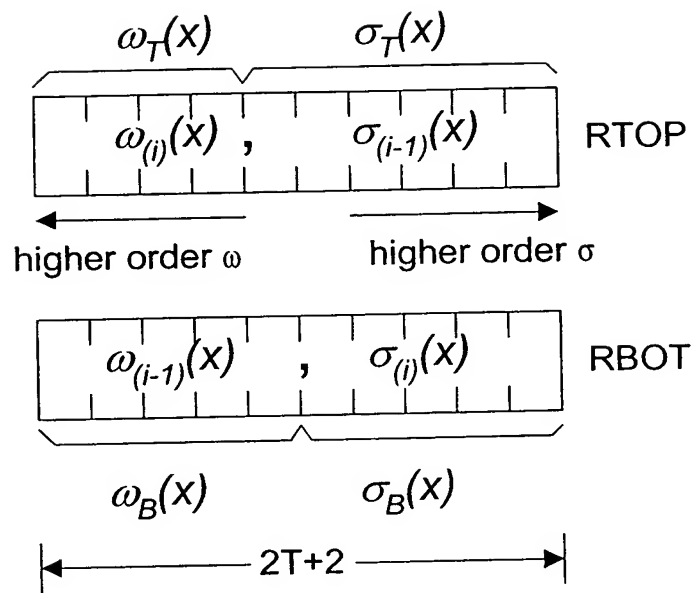 ω_T(x) σ_T(x)
ω_(i)(x) , σ_(i-1)(x) RTOP
higher order ω higher order σ
ω_(i-1)(x) , σ_(i)(x) RBOT
ω_B(x) σ_B(x)
2T+2